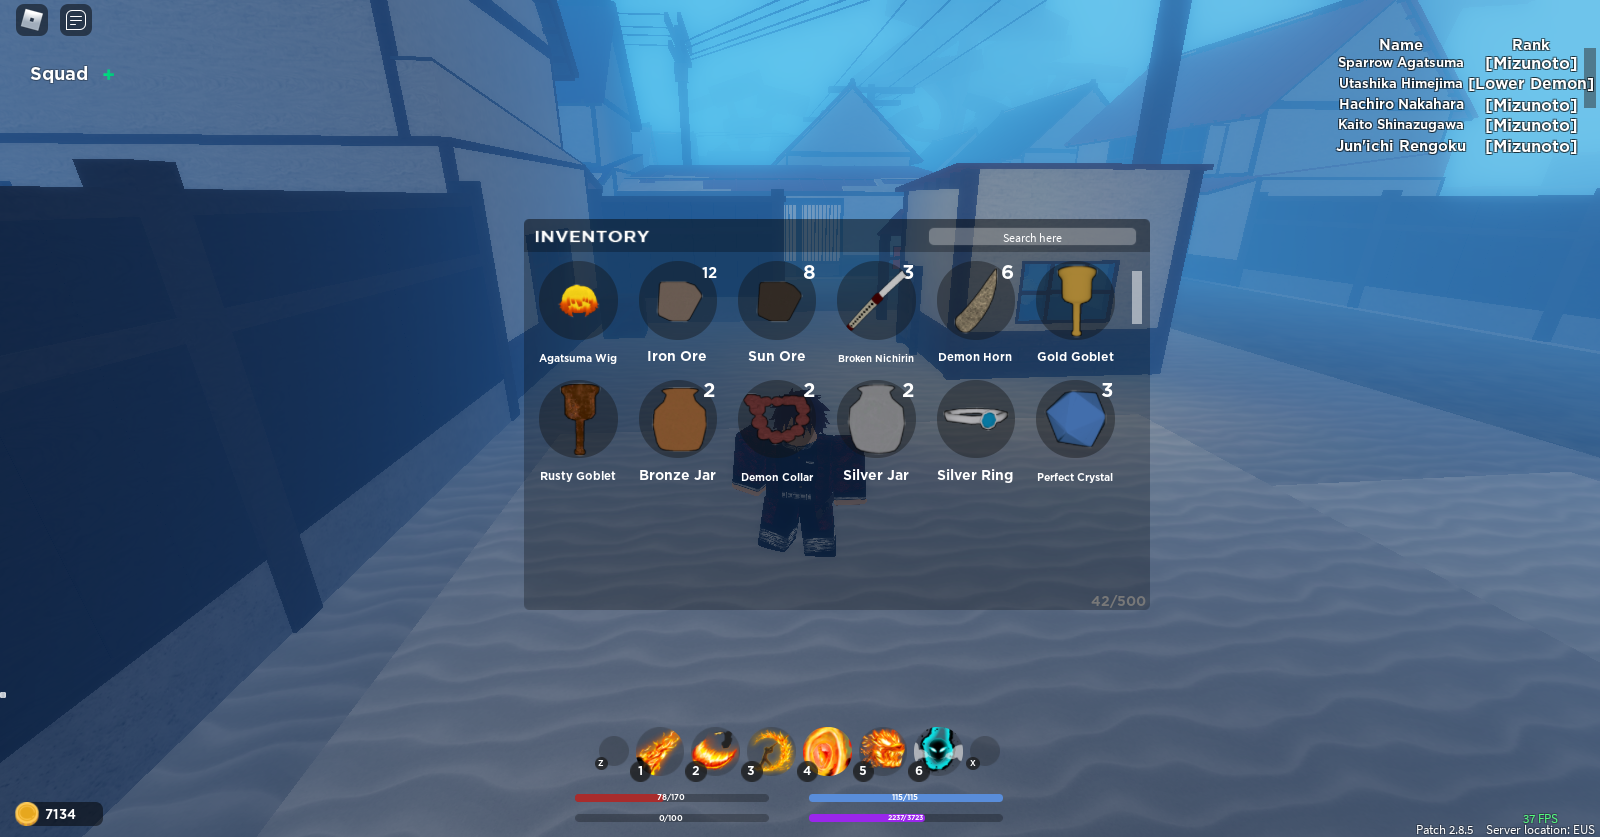 Squad +
Name Rank
Sparrow Agatsuma [Mizunoto]
Utashika Himejima [Lower Demon]
Hachiro Nakahara [Mizunoto]
Kaito Shinazugawa [Mizunoto]
Jun'ichi Rengoku [Mizunoto]
INVENTORY
Search here
12 8 3 6
Agatsuma Wig Iron Ore Sun Ore Broken Nichirin Demon Horn Gold Goblet
2 2 2 3
Rusty Goblet Bronze Jar Demon Collar Silver Jar Silver Ring Perfect Crystal
42/500
Z 1 2 3 4 5 6 X
78/170 115/115
0/100 2237/3723
7134
37 FPS
Patch 2.8.5 Server location: EUS